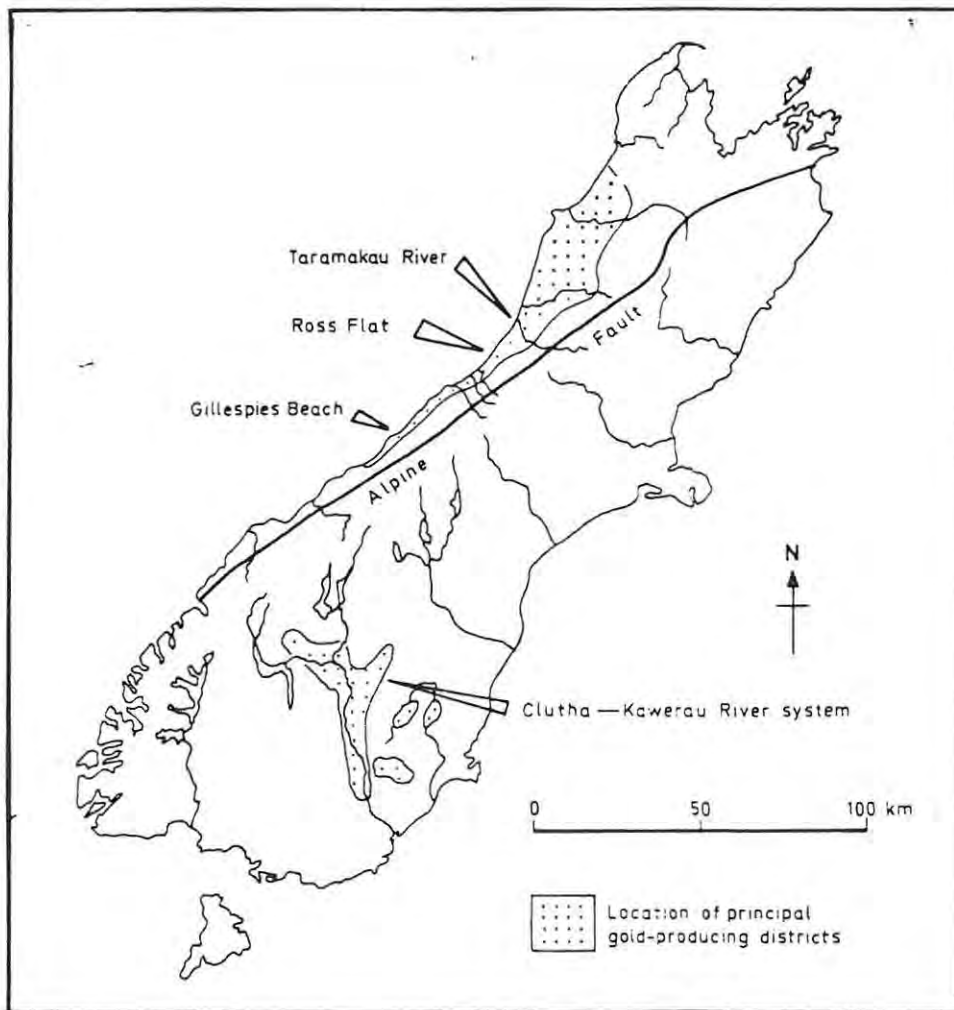 Taramakau River
Ross Flat
Gillespies Beach
Alpine Fault
N
Clutha — Kawerau River system
0 50 100 km
Location of principal
gold-producing districts